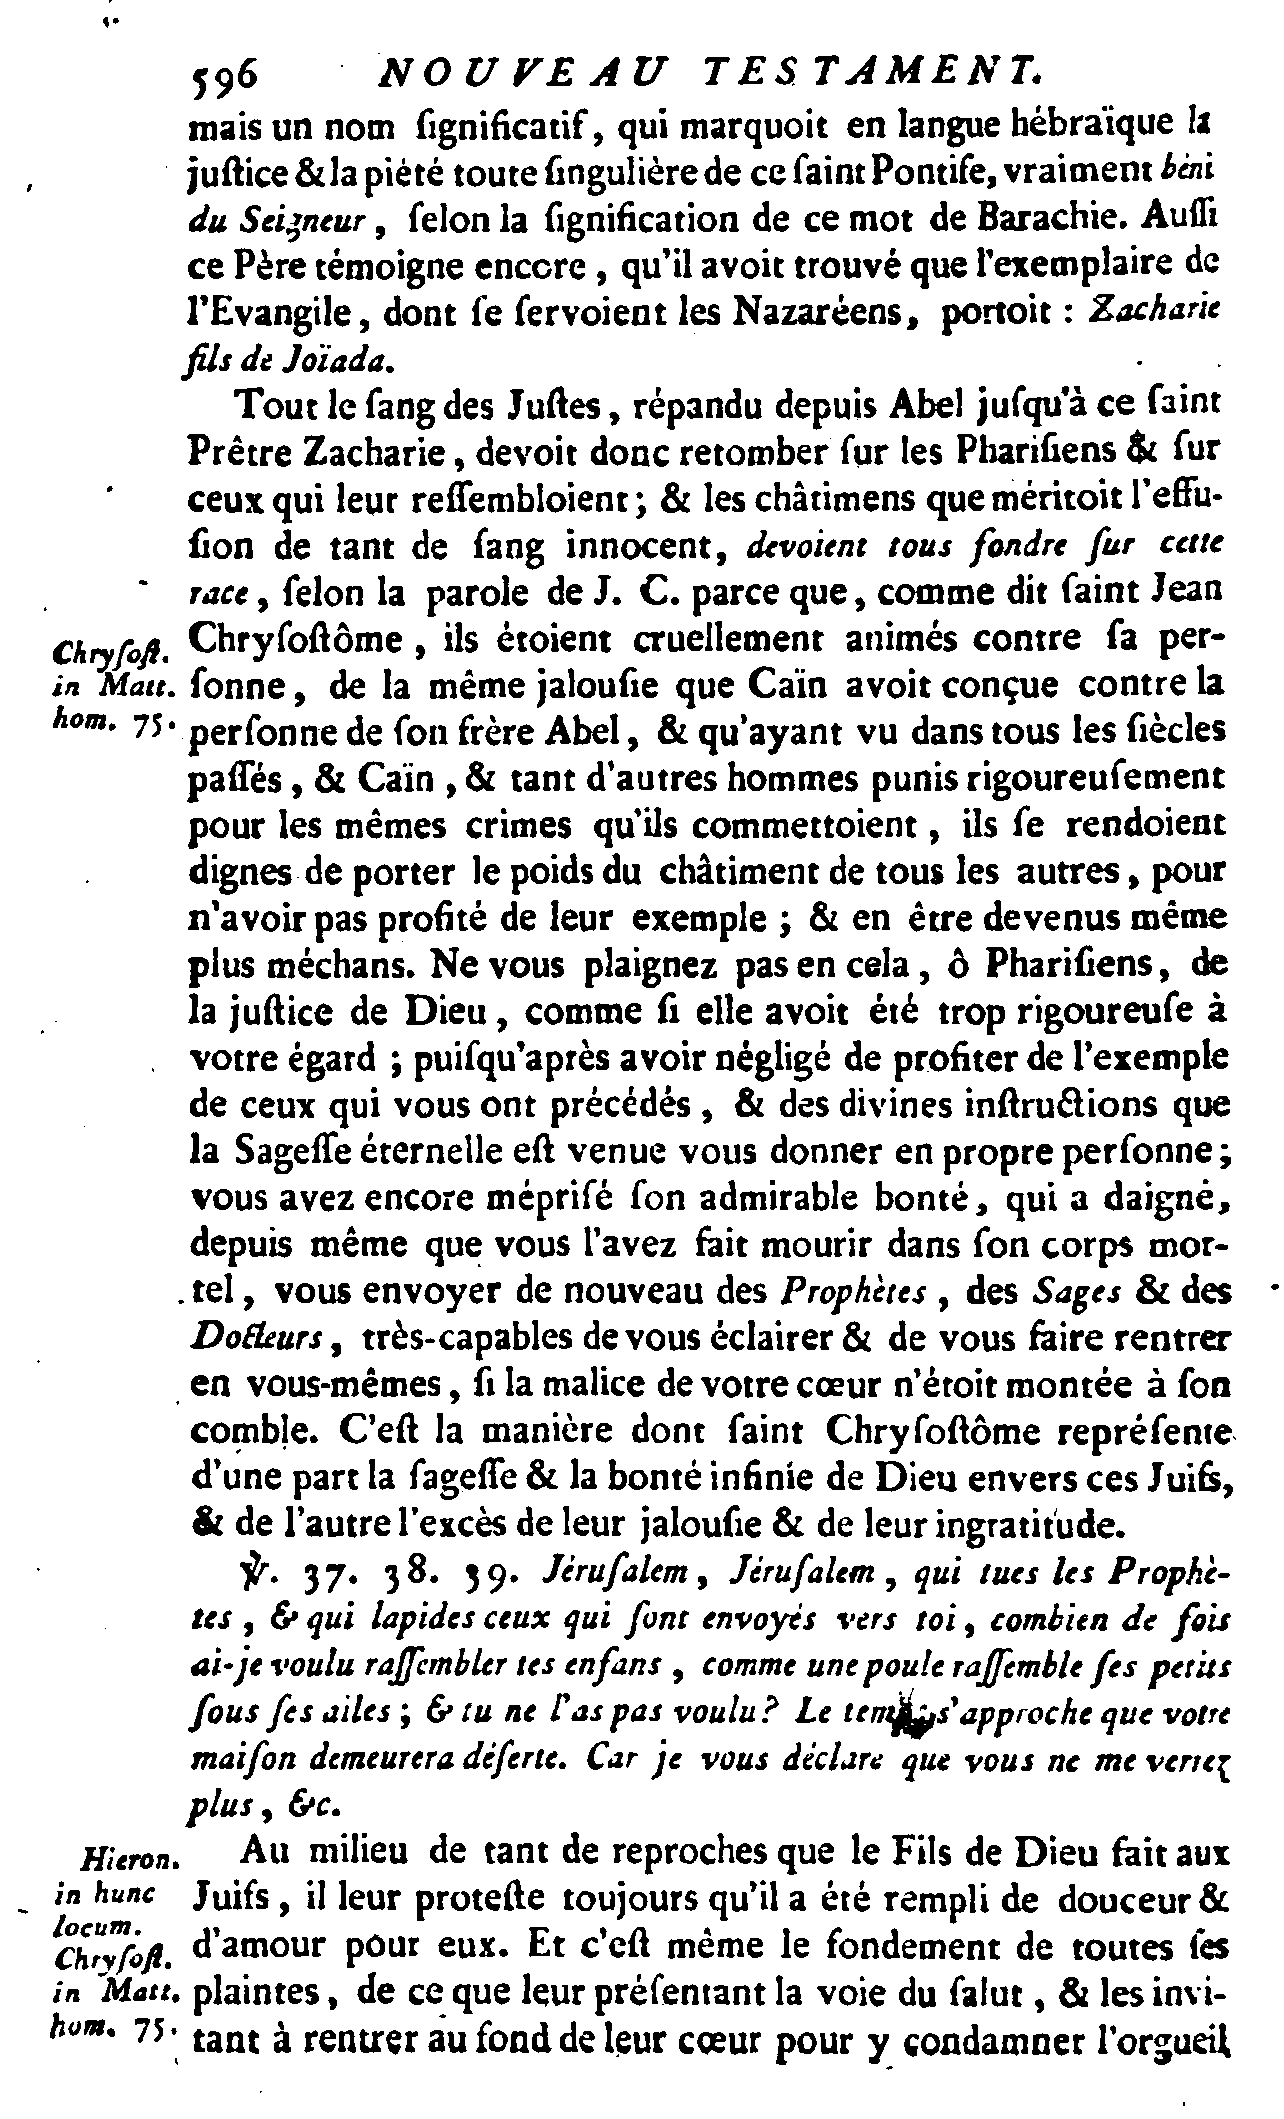 596 NOUVEAU TESTAMENT.
mais un nom ſignificatif, qui marquoit en langue hébraïque la
juſtice & la piété toute ſingulière de ce ſaint Pontife, vraiment béni
du Seigneur, ſelon la ſignification de ce mot de Barachie. Auſſi
ce Père témoigne encore, qu'il avoit trouvé que l'exemplaire de
l'Evangile, dont ſe ſervoient les Nazaréens, portoit : Zacharie
fils de Joïada.
Tout le ſang des Juſtes, répandu depuis Abel juſqu'à ce ſaint
Prêtre Zacharie, devoit donc retomber ſur les Phariſiens & ſur
ceux qui leur reſſembloient; & les châtimens que méritoit l'effu-
ſion de tant de ſang innocent, devoient tous fondre ſur cette
race, ſelon la parole de J. C. parce que, comme dit ſaint Jean
Chryſoſtôme, ils étoient cruellement animés contre ſa per-
Chryſoſt.
in Matt.
hom. 75.
ſonne, de la même jalouſie que Caïn avoit conçue contre la
perſonne de ſon frère Abel, & qu'ayant vu dans tous les ſiècles
paſſés, & Caïn, & tant d'autres hommes punis rigoureuſement
pour les mêmes crimes qu'ils commettoient, ils ſe rendoient
dignes de porter le poids du châtiment de tous les autres, pour
n'avoir pas profité de leur exemple ; & en être devenus même
plus méchans. Ne vous plaignez pas en cela, ô Phariſiens, de
la juſtice de Dieu, comme ſi elle avoit été trop rigoureuſe à
votre égard ; puiſqu'après avoir négligé de profiter de l'exemple
de ceux qui vous ont précédés, & des divines inſtructions que
la Sageſſe éternelle eſt venue vous donner en propre perſonne;
vous avez encore mépriſé ſon admirable bonté, qui a daigné,
depuis même que vous l'avez fait mourir dans ſon corps mor-
tel, vous envoyer de nouveau des Prophètes, des Sages & des
Docteurs, très-capables de vous éclairer & de vous faire rentrer
en vous-mêmes, ſi la malice de votre cœur n'étoit montée à ſon
comble. C'eſt la manière dont ſaint Chryſoſtôme repréſente
d'une part la ſageſſe & la bonté infinie de Dieu envers ces Juifs,
& de l'autre l'excès de leur jalouſie & de leur ingratitude.
℣. 37. 38. 39. Jéruſalem, Jéruſalem, qui tues les Prophè-
tes, & qui lapides ceux qui ſont envoyés vers toi, combien de fois
ai-je voulu raſſembler tes enfans, comme une poule raſſemble ſes petits
ſous ſes ailes ; & tu ne l'as pas voulu? Le temps s'approche que votre
maiſon demeurera déſerte. Car je vous déclare que vous ne me verrez
plus, &c.
Au milieu de tant de reproches que le Fils de Dieu fait aux
Juifs, il leur proteſte toujours qu'il a été rempli de douceur &
d'amour pour eux. Et c'eſt même le fondement de toutes ſes
plaintes, de ce que leur préſentant la voie du ſalut, & les invi-
tant à rentrer au fond de leur cœur pour y condamner l'orgueil
Hieron.
in hunc
locum.
Chryſoſt.
in Matt.
hom. 75.